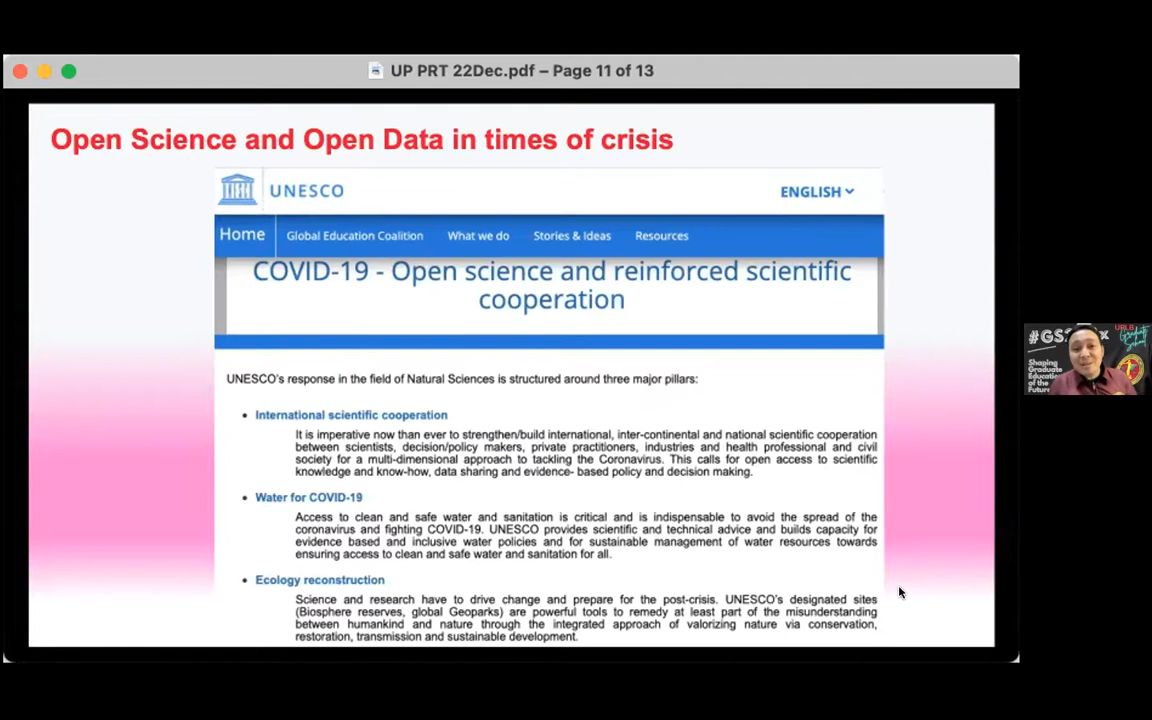 UP PRT 22Dec.pdf – Page 11 of 13
Open Science and Open Data in times of crisis
UNESCO
ENGLISH
Home
Global Education Coalition
What we do
Stories & Ideas
Resources
COVID-19 - Open science and reinforced scientific
cooperation
UNESCO's response in the field of Natural Sciences is structured around three major pillars:
• International scientific cooperation
It is imperative now than ever to strengthen/build international, inter-continental and national scientific cooperation
between scientists, decision/policy makers, private practitioners, industries and health professional and civil
society for a multi-dimensional approach to tackling the Coronavirus. This calls for open access to scientific
knowledge and know-how, data sharing and evidence- based policy and decision making.
• Water for COVID-19
Access to clean and safe water and sanitation is critical and is indispensable to avoid the spread of the
coronavirus and fighting COVID-19. UNESCO provides scientific and technical advice and builds capacity for
evidence based and inclusive water policies and for sustainable management of water resources towards
ensuring access to clean and safe water and sanitation for all.
• Ecology reconstruction
Science and research have to drive change and prepare for the post-crisis. UNESCO's designated sites
(Biosphere reserves, global Geoparks) are powerful tools to remedy at least part of the misunderstanding
between humankind and nature through the integrated approach of valorizing nature via conservation,
restoration, transmission and sustainable development.
UPLB
Graduate
School
Shaping
Graduate
Education
of the
Future